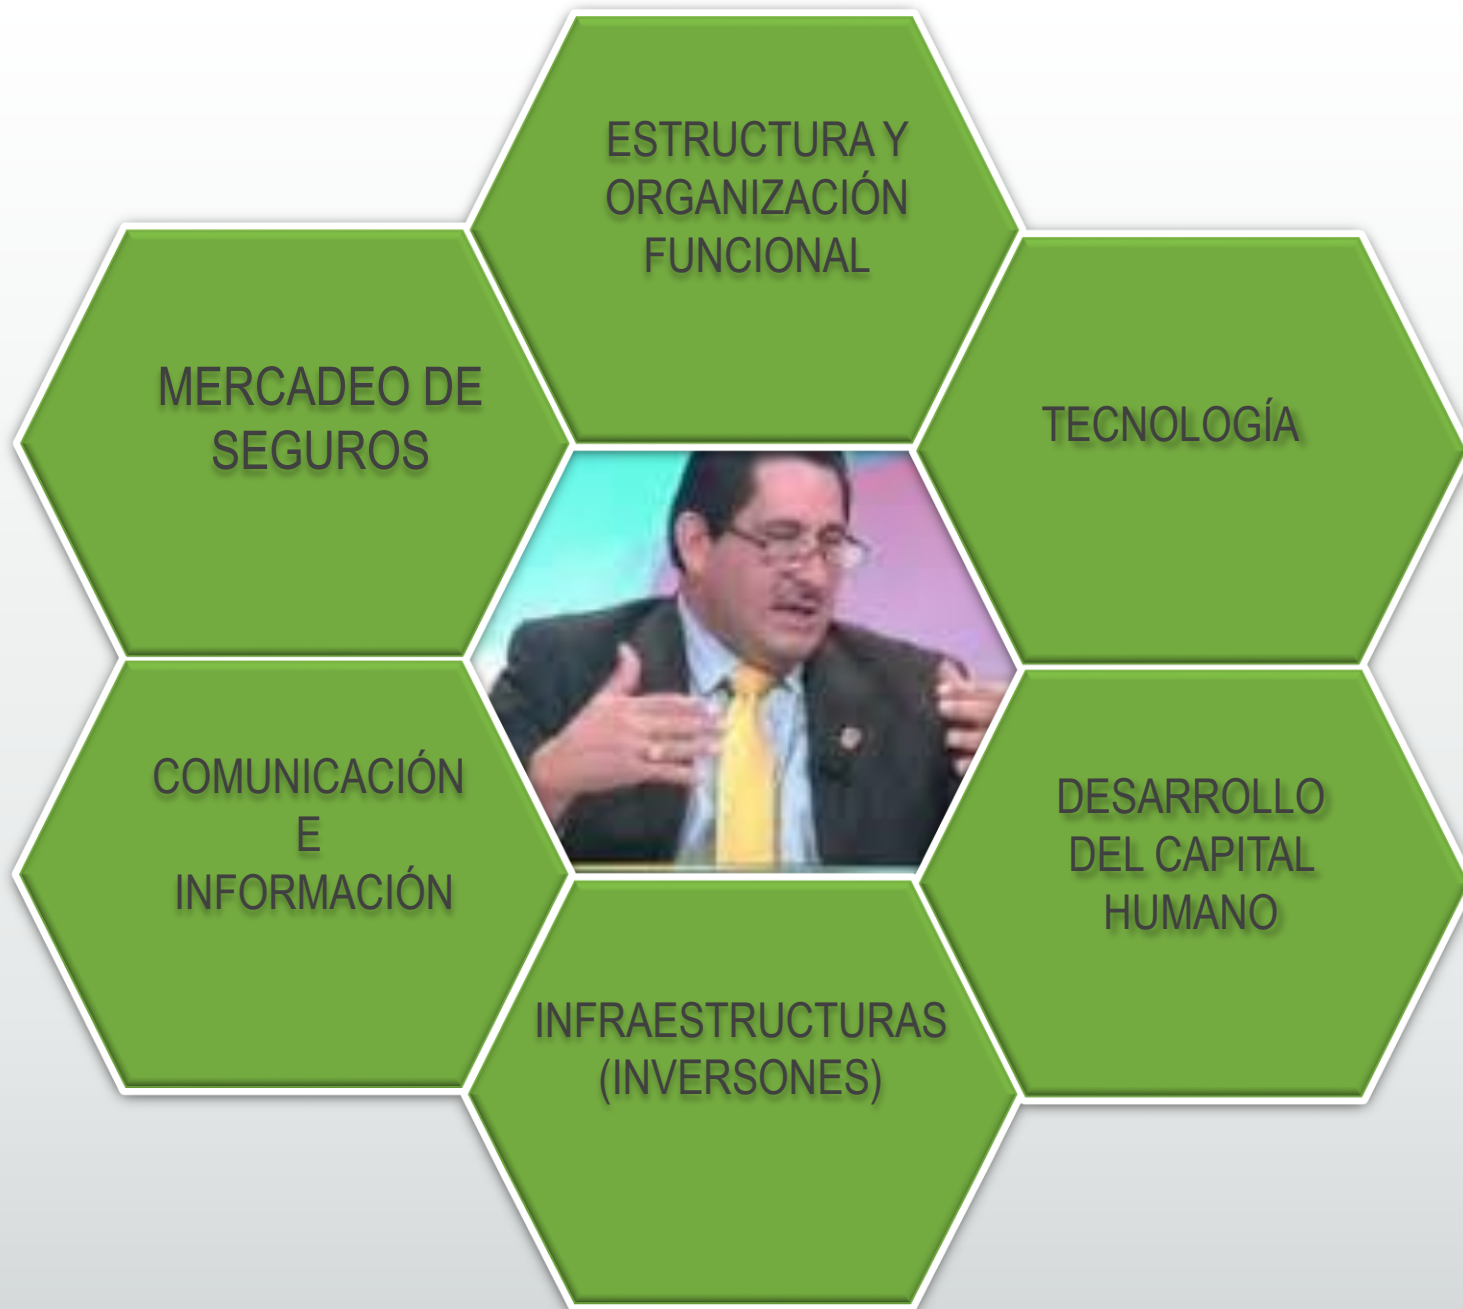 ESTRUCTURA Y
ORGANIZACIÓN
FUNCIONAL
MERCADEO DE
SEGUROS
TECNOLOGÍA
COMUNICACIÓN
E
INFORMACIÓN
DESARROLLO
DEL CAPITAL
HUMANO
INFRAESTRUCTURAS
(INVERSONES)